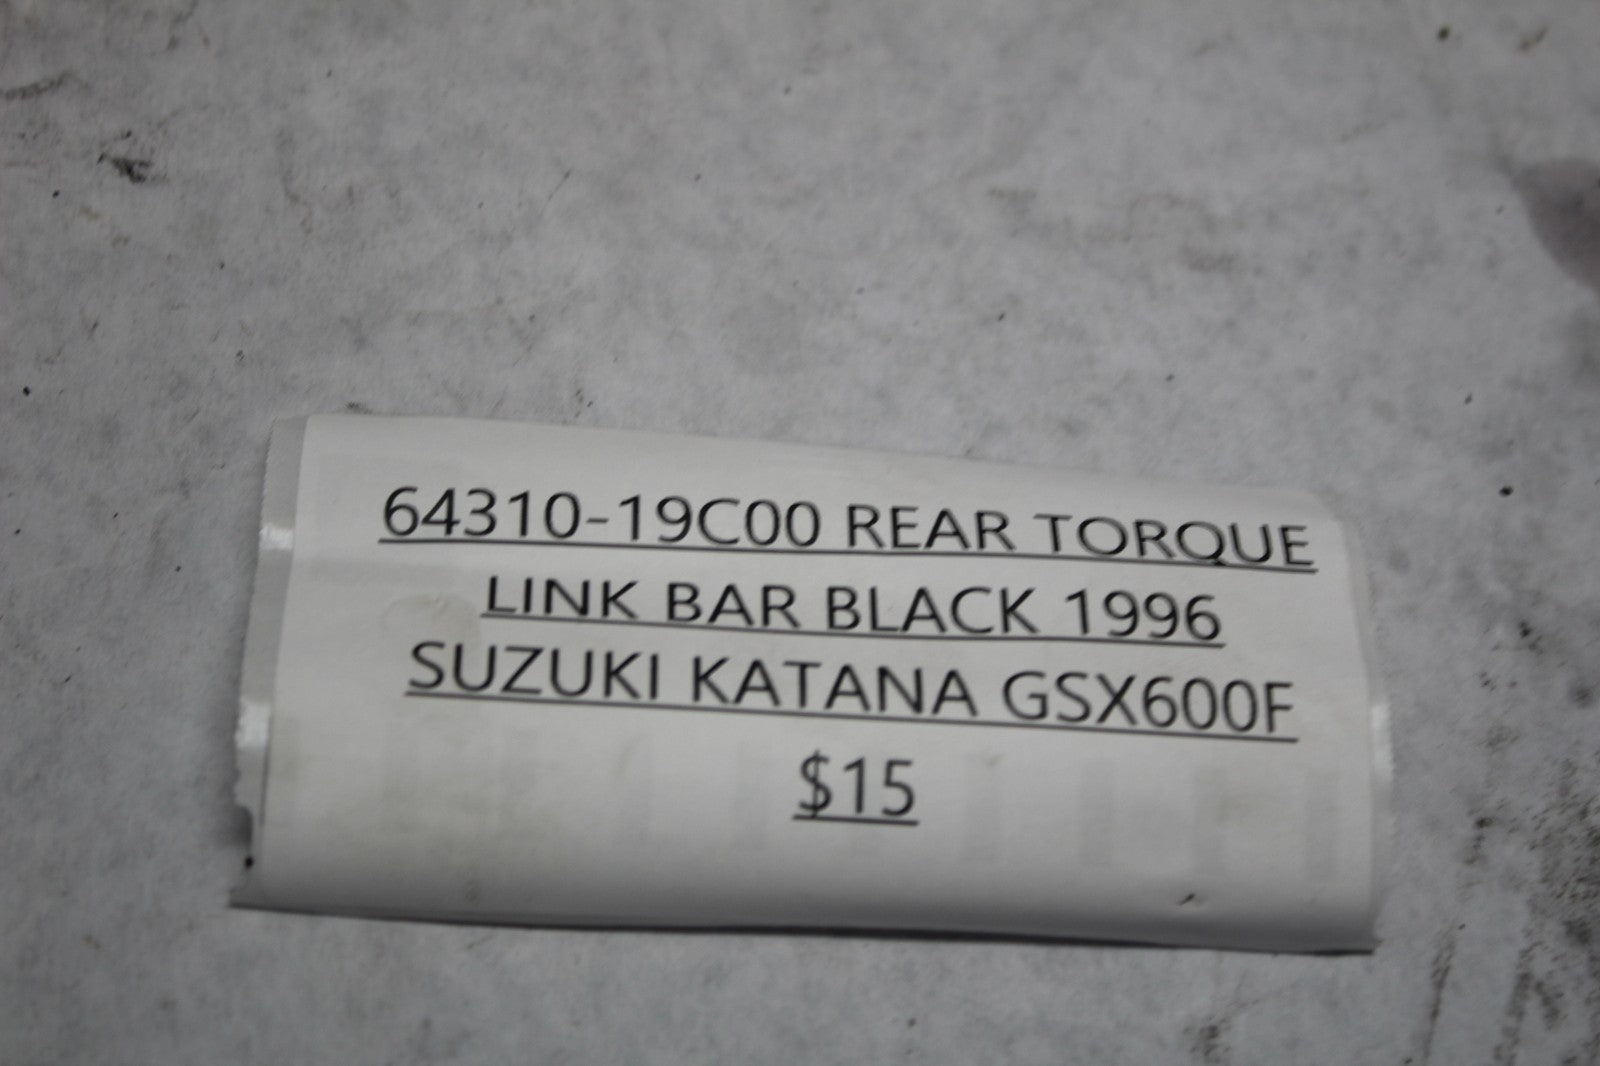 64310-19C00 REAR TORQUE
LINK BAR BLACK 1996
SUZUKI KATANA GSX600F
$15